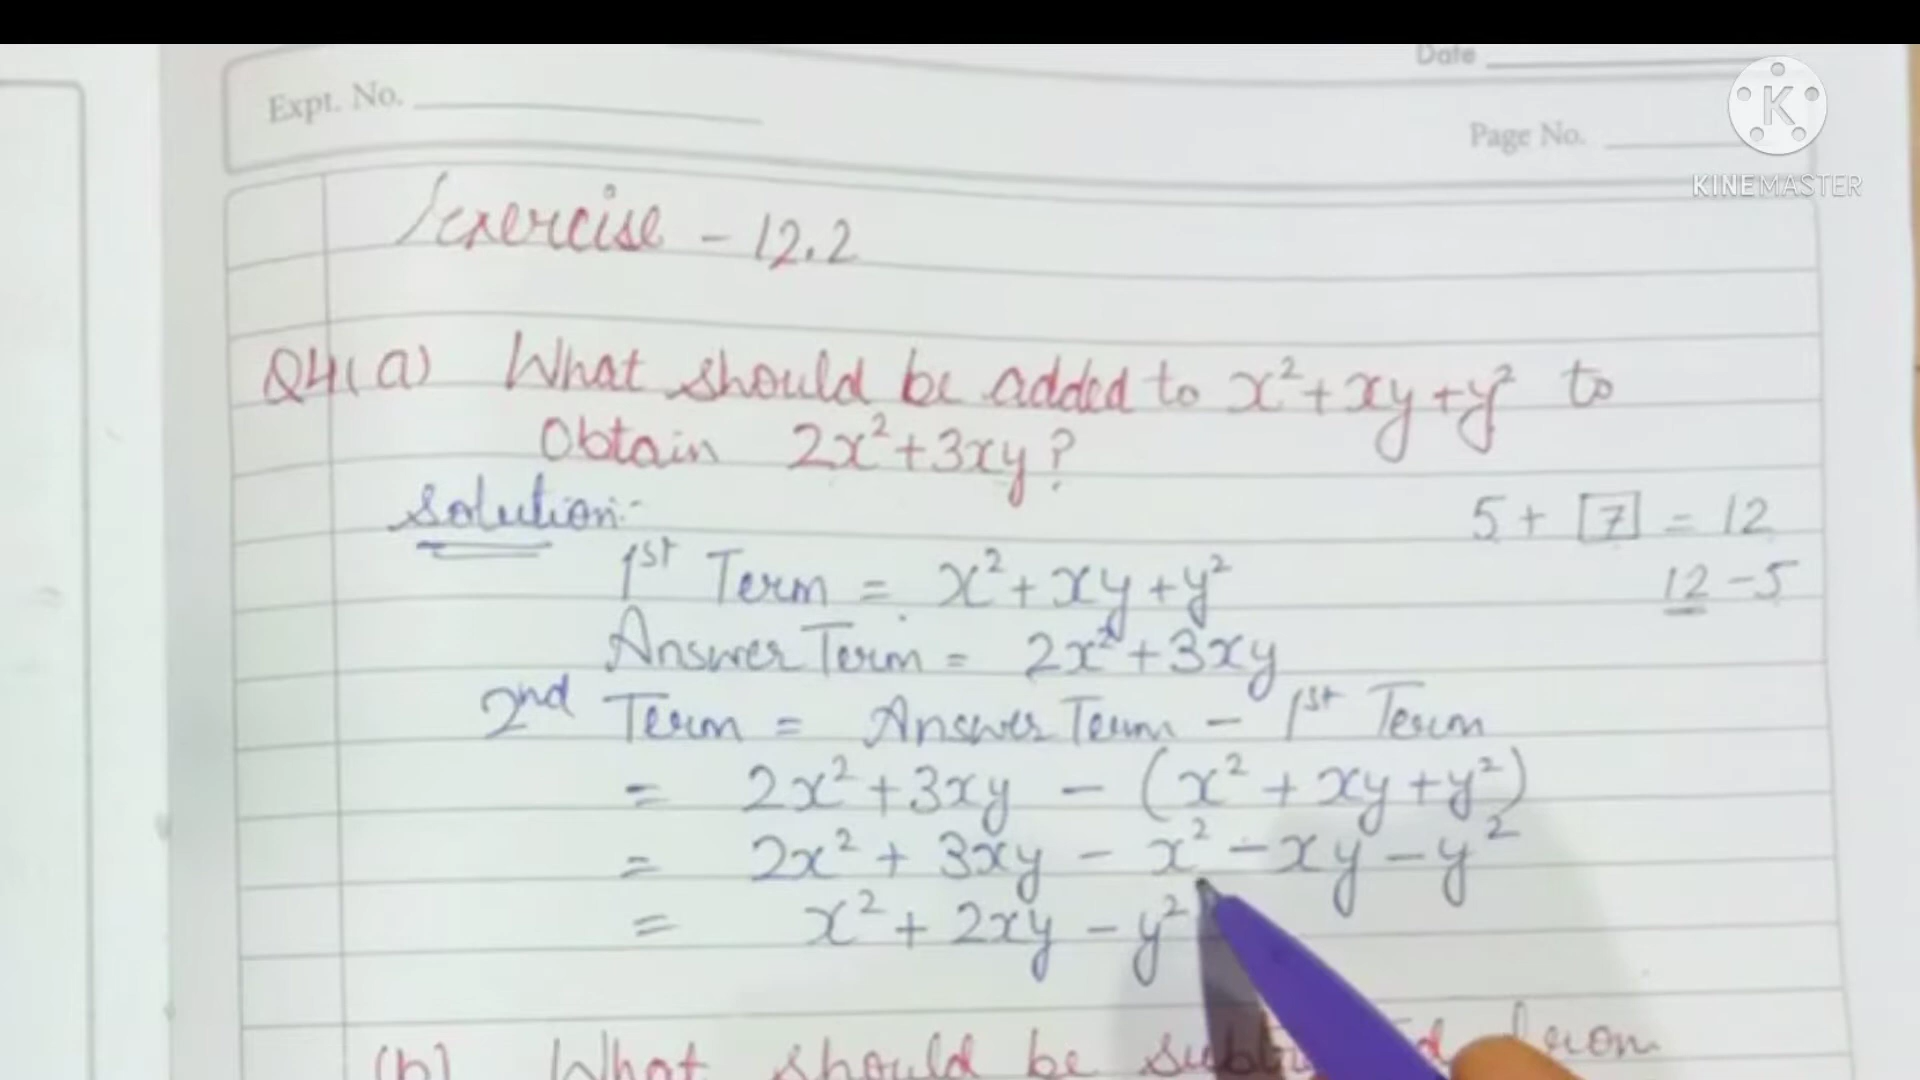 Date
Expt. No.
Page No.
KINEMASTER
Exercise - 12.2
Q4(a) What should be added to x²+xy+y² to
Obtain 2x²+3xy?
Solution:-
5 + 7 = 12
1st Term = x²+xy+y²
12-5
Answer Term = 2x²+3xy
2nd Term = Answer Term - 1st Term
= 2x²+3xy - (x²+xy+y²)
= 2x² + 3xy - x² - xy - y²
= x² + 2xy - y²
(b) What should be from